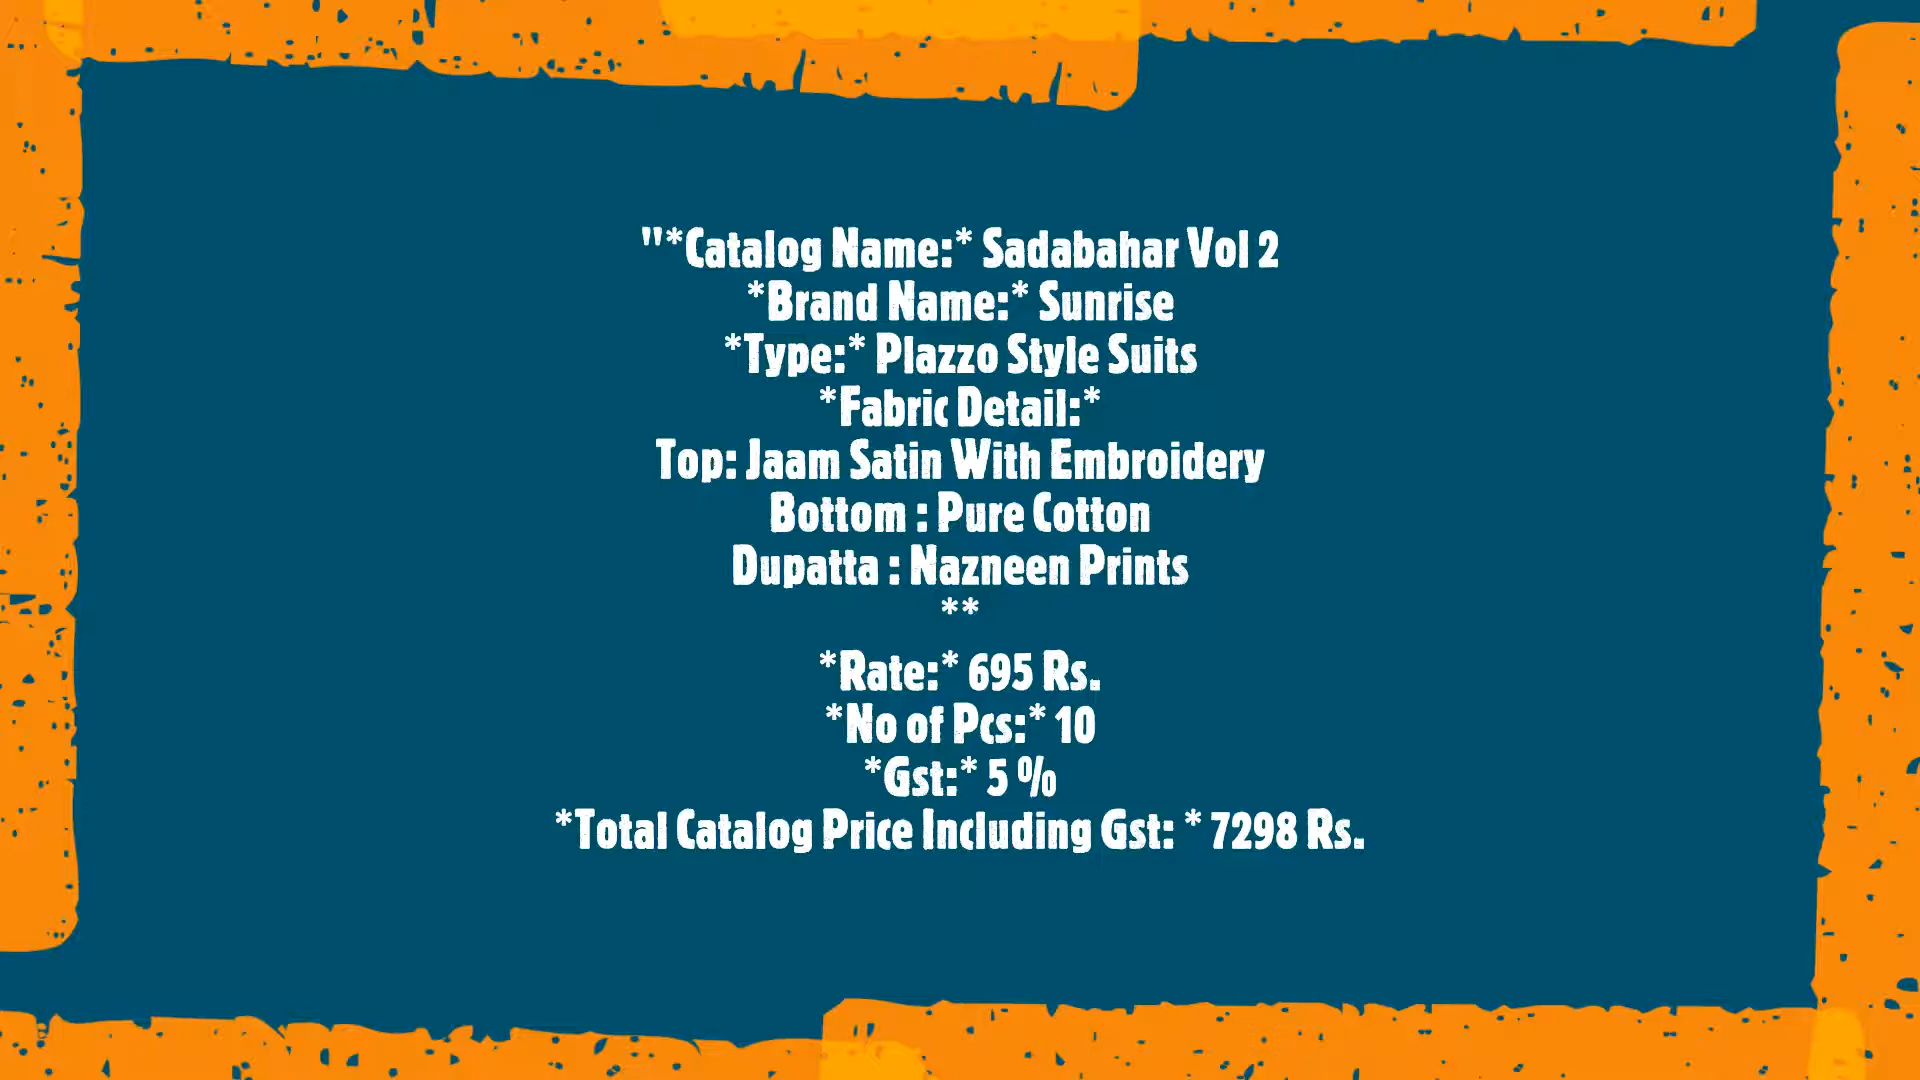 "*Catalog Name:* Sadabahar Vol 2
*Brand Name:* Sunrise
*Type:* Plazzo Style Suits
*Fabric Detail:*
Top: Jaam Satin With Embroidery
Bottom : Pure Cotton
Dupatta : Nazneen Prints
**
*Rate:* 695 Rs.
*No of Pcs:* 10
*Gst:* 5 %
*Total Catalog Price Including Gst: * 7298 Rs.